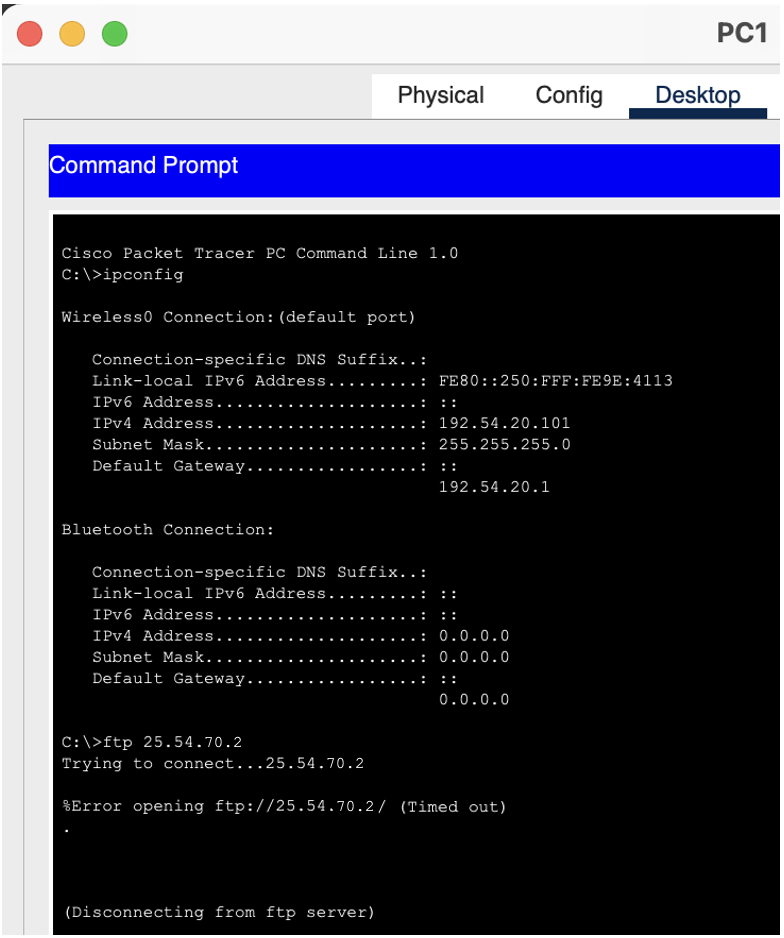 PC1
Physical Config Desktop
Command Prompt
Cisco Packet Tracer PC Command Line 1.0
C:\>ipconfig
Wireless0 Connection:(default port)
Connection-specific DNS Suffix..:
Link-local IPv6 Address.........: FE80::250:FFF:FE9E:4113
IPv6 Address....................: ::
IPv4 Address....................: 192.54.20.101
Subnet Mask.....................: 255.255.255.0
Default Gateway.................: ::
192.54.20.1
Bluetooth Connection:
Connection-specific DNS Suffix..:
Link-local IPv6 Address.........: ::
IPv6 Address....................: ::
IPv4 Address....................: 0.0.0.0
Subnet Mask.....................: 0.0.0.0
Default Gateway.................: ::
0.0.0.0
C:\>ftp 25.54.70.2
Trying to connect...25.54.70.2
%Error opening ftp://25.54.70.2/ (Timed out)
.
(Disconnecting from ftp server)